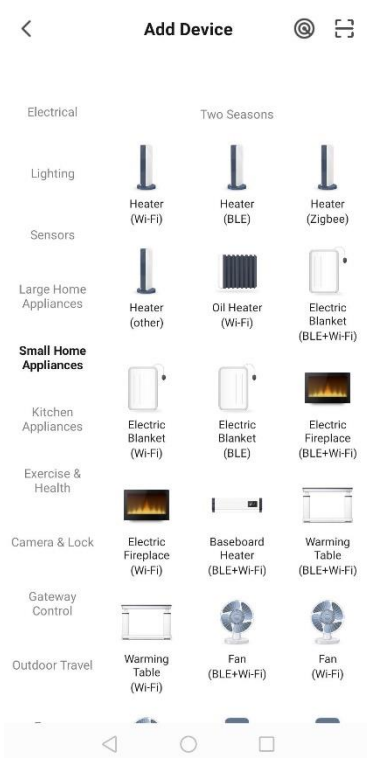 Add Device
Electrical
Lighting
Sensors
Large Home
Appliances
Small Home
Appliances
Kitchen
Appliances
Exercise &
Health
Camera & Lock
Gateway
Control
Outdoor Travel
Two Seasons
Heater
(Wi-Fi)
Heater
(BLE)
Heater
(Zigbee)
Heater
(other)
Oil Heater
(Wi-Fi)
Electric
Blanket
(BLE+Wi-Fi)
Electric
Blanket
(Wi-Fi)
Electric
Blanket
(BLE)
Electric
Fireplace
(BLE+Wi-Fi)
Electric
Fireplace
(Wi-Fi)
Baseboard
Heater
(BLE+Wi-Fi)
Warming
Table
(BLE+Wi-Fi)
Warming
Table
(Wi-Fi)
Fan
(BLE+Wi-Fi)
Fan
(Wi-Fi)